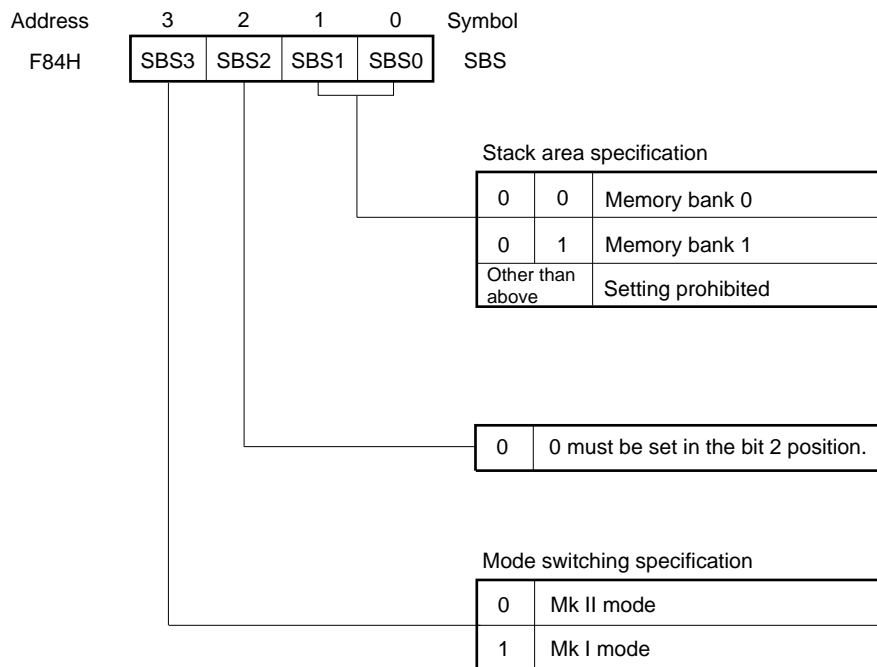 Address 3 2 1 0 Symbol
F84H SBS3 SBS2 SBS1 SBS0 SBS
Stack area specification
0 0 Memory bank 0
0 1 Memory bank 1
Other than
above Setting prohibited
0 0 must be set in the bit 2 position.
Mode switching specification
0 Mk II mode
1 Mk I mode